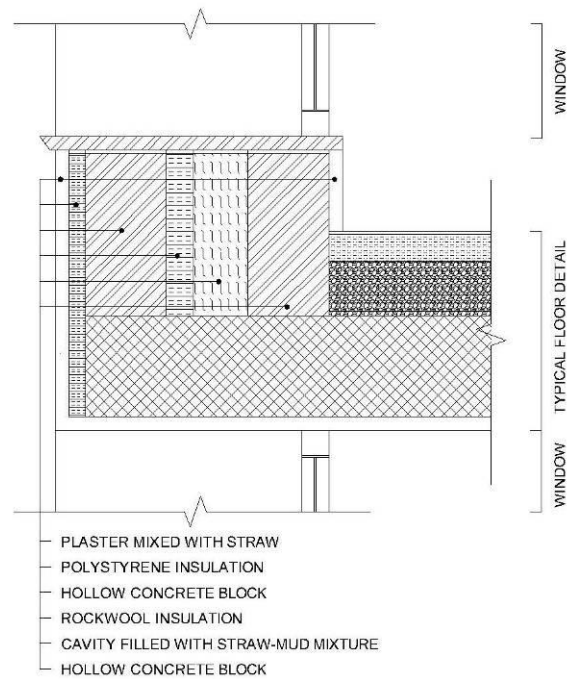 WINDOW
TYPICAL FLOOR DETAIL
WINDOW
PLASTER MIXED WITH STRAW
POLYSTYRENE INSULATION
HOLLOW CONCRETE BLOCK
ROCKWOOL INSULATION
CAVITY FILLED WITH STRAW-MUD MIXTURE
HOLLOW CONCRETE BLOCK